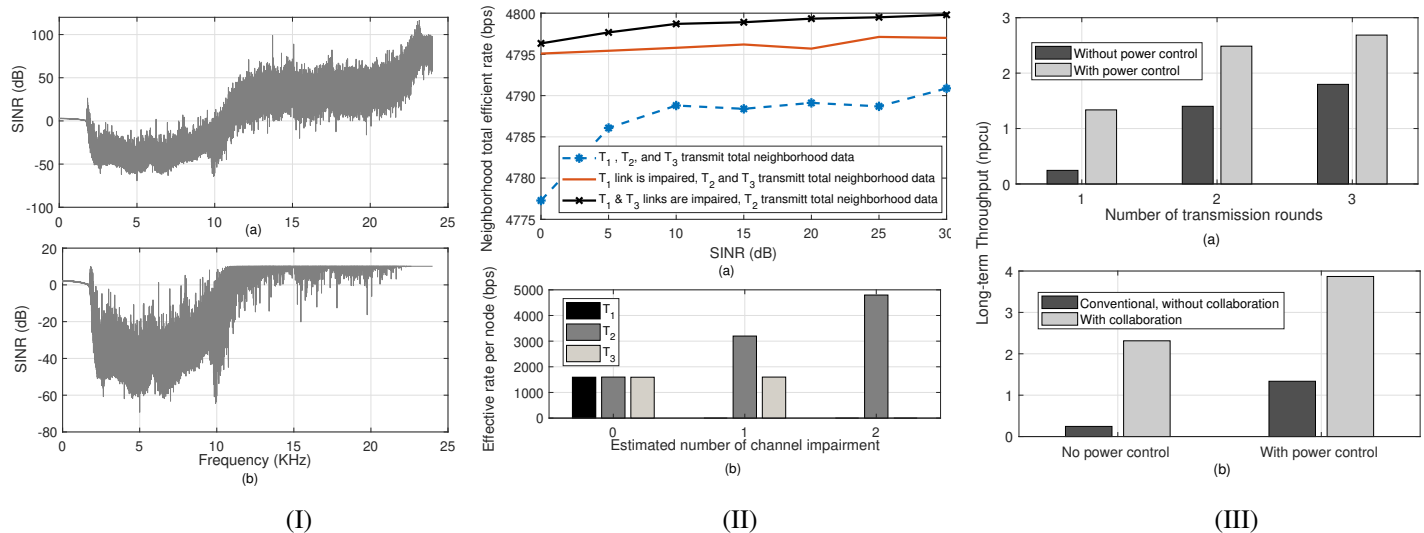 100
50
0
-50
-100
SINR (dB)
0 5 10 15 20 25
(a)
20
0
-20
-40
-60
-80
SINR (dB)
0 5 10 15 20 25
Frequency (KHz)
(b)
(I)
Neighborhood total efficient rate (bps)
4800
4795
4790
4785
4780
4775
T1 , T2, and T3 transmit total neighborhood data
T1 link is impaired, T2 and T3 transmitt total neighborhood data
T1 & T3 links are impaired, T2 transmitt total neighborhood data
0 5 10 15 20 25 30
SINR (dB)
(a)
Effective rate per node (bps)
5000
4000
3000
2000
1000
0
T1
T2
T3
0 1 2
Estimated number of channel impairment
(b)
(II)
Long-term Throughput (npcu)
3
2
1
0
Without power control
With power control
1 2 3
Number of transmission rounds
(a)
4
3
2
1
0
Conventional, without collaboration
With collaboration
No power control With power control
(b)
(III)